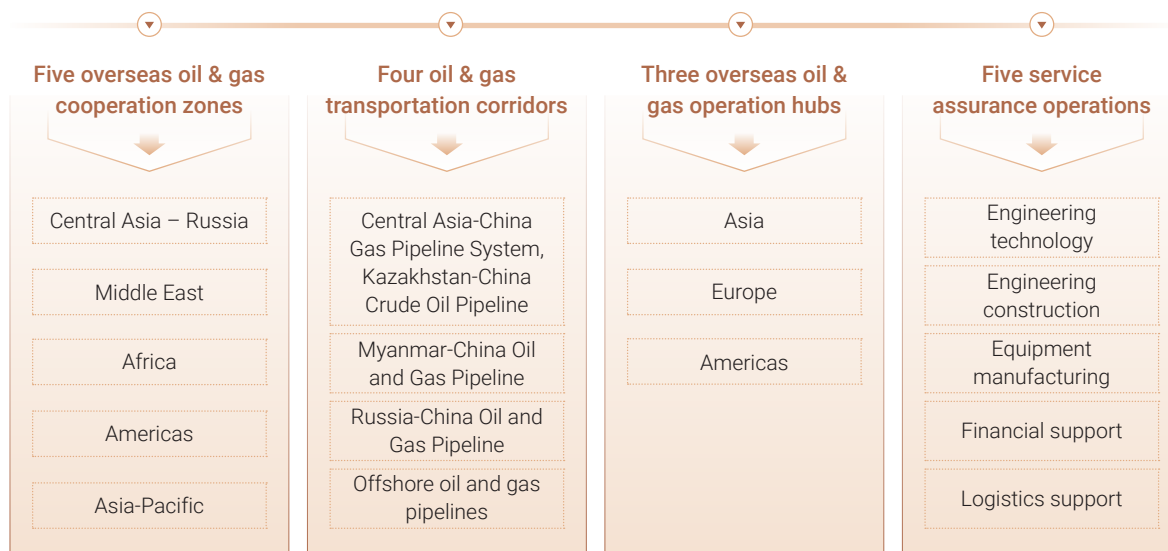 Five overseas oil & gas
cooperation zones
Central Asia – Russia
Middle East
Africa
Americas
Asia-Pacific
Four oil & gas
transportation corridors
Central Asia-China
Gas Pipeline System,
Kazakhstan-China
Crude Oil Pipeline
Myanmar-China Oil
and Gas Pipeline
Russia-China Oil and
Gas Pipeline
Offshore oil and gas
pipelines
Three overseas oil &
gas operation hubs
Asia
Europe
Americas
Five service
assurance operations
Engineering
technology
Engineering
construction
Equipment
manufacturing
Financial support
Logistics support